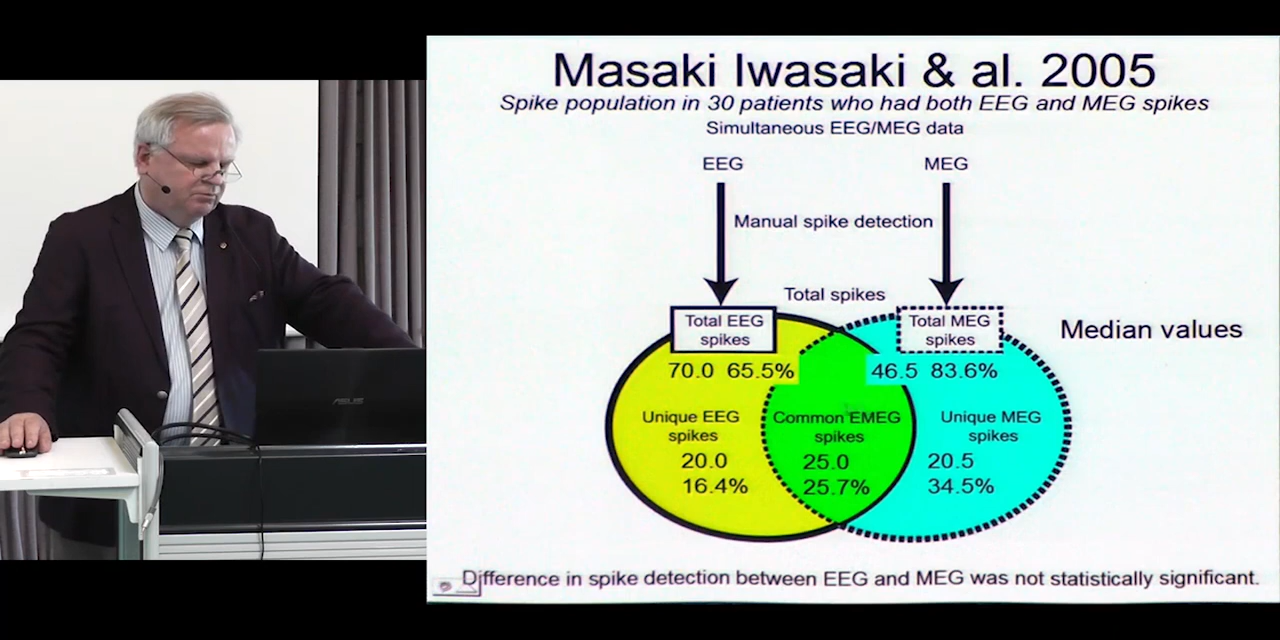 Masaki Iwasaki & al. 2005
Spike population in 30 patients who had both EEG and MEG spikes
Simultaneous EEG/MEG data
EEG
MEG
Manual spike detection
Total spikes
Total EEG
spikes
Total MEG
spikes
Median values
70.0 65.5%
46.5 83.6%
Unique EEG
spikes
20.0
16.4%
Common EMEG
spikes
25.0
25.7%
Unique MEG
spikes
20.5
34.5%
Difference in spike detection between EEG and MEG was not statistically significant.
ASUS